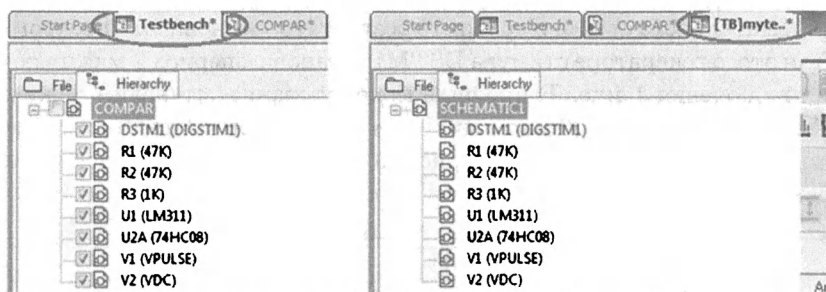 Start Page Testbench* COMPAR*
File Hierarchy
COMPAR
DSTM1 (DIGSTIM1)
R1 (47K)
R2 (47K)
R3 (1K)
U1 (LM311)
U2A (74HC08)
V1 (VPULSE)
V2 (VDC)
Start Page Testbench* COMPAR* [TB]myte..*
File Hierarchy
SCHEMATIC1
DSTM1 (DIGSTIM1)
R1 (47K)
R2 (47K)
R3 (1K)
U1 (LM311)
U2A (74HC08)
V1 (VPULSE)
V2 (VDC)